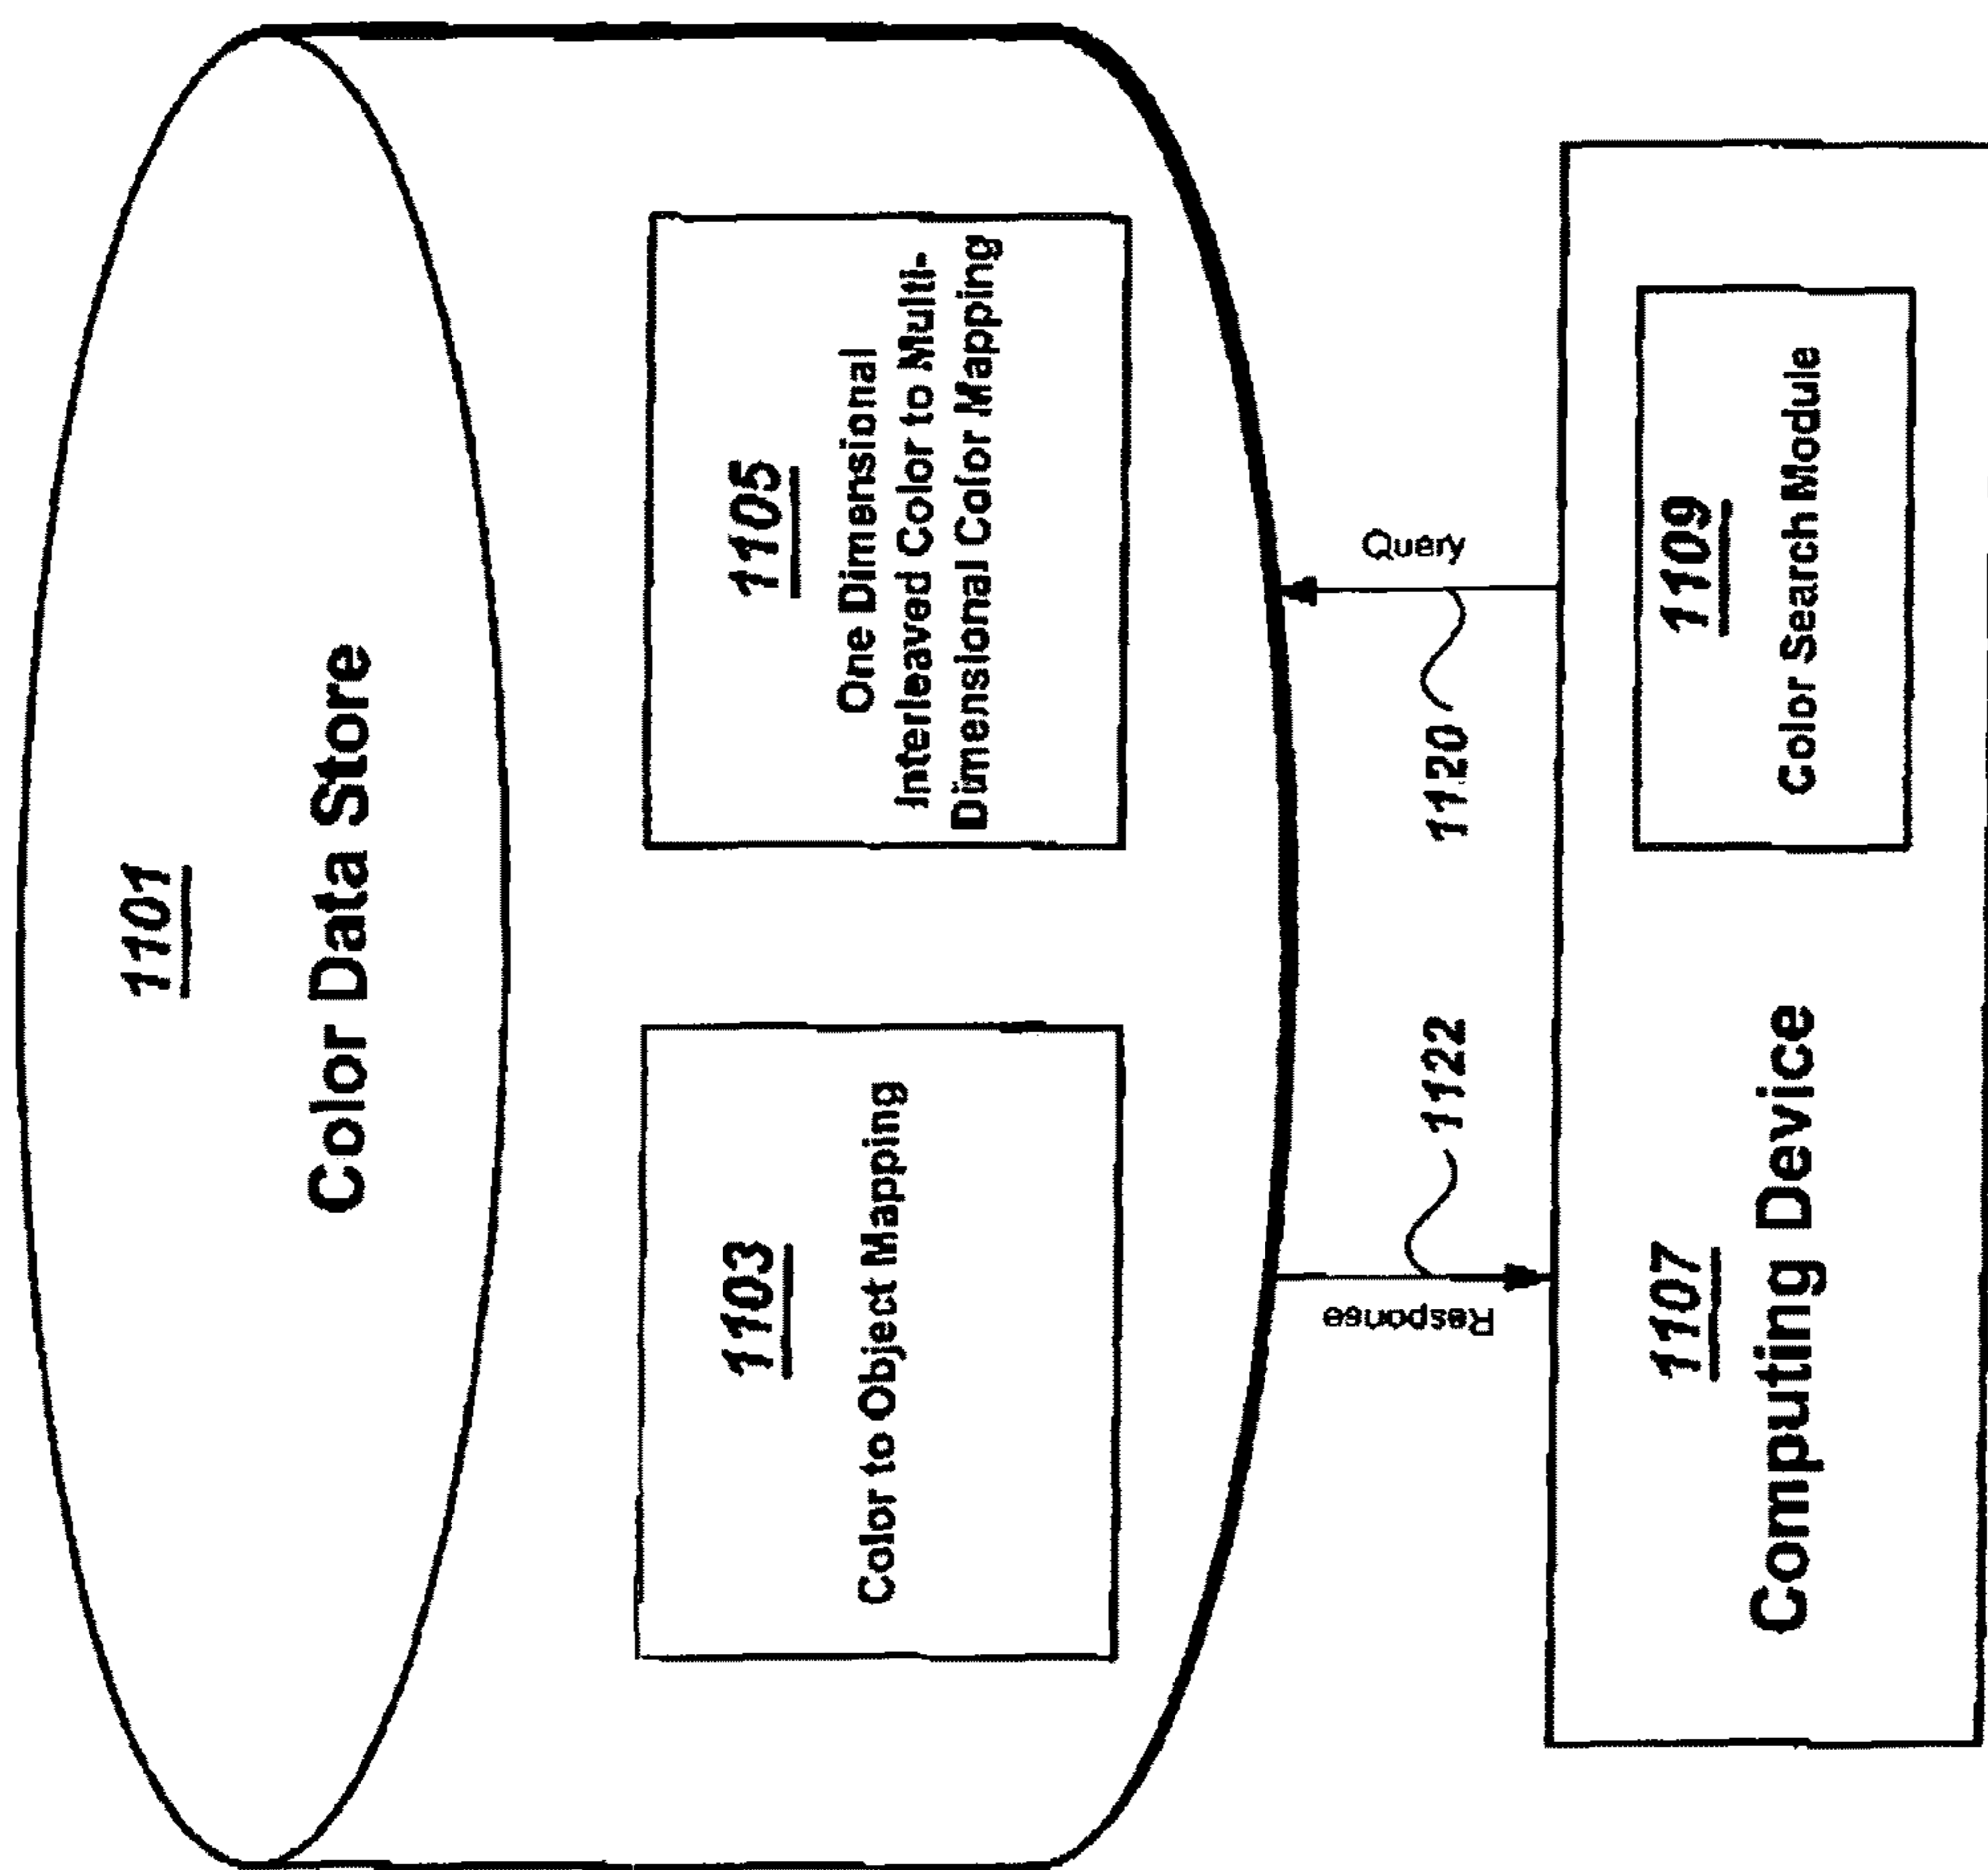 1101
Color Data Store
1103
Color to Object Mapping
1105
One Dimensional
Interleaved Color to Multi-
Dimensional Color Mapping
Response
1122
1120
Query
1107
Computing Device
1109
Color Search Module